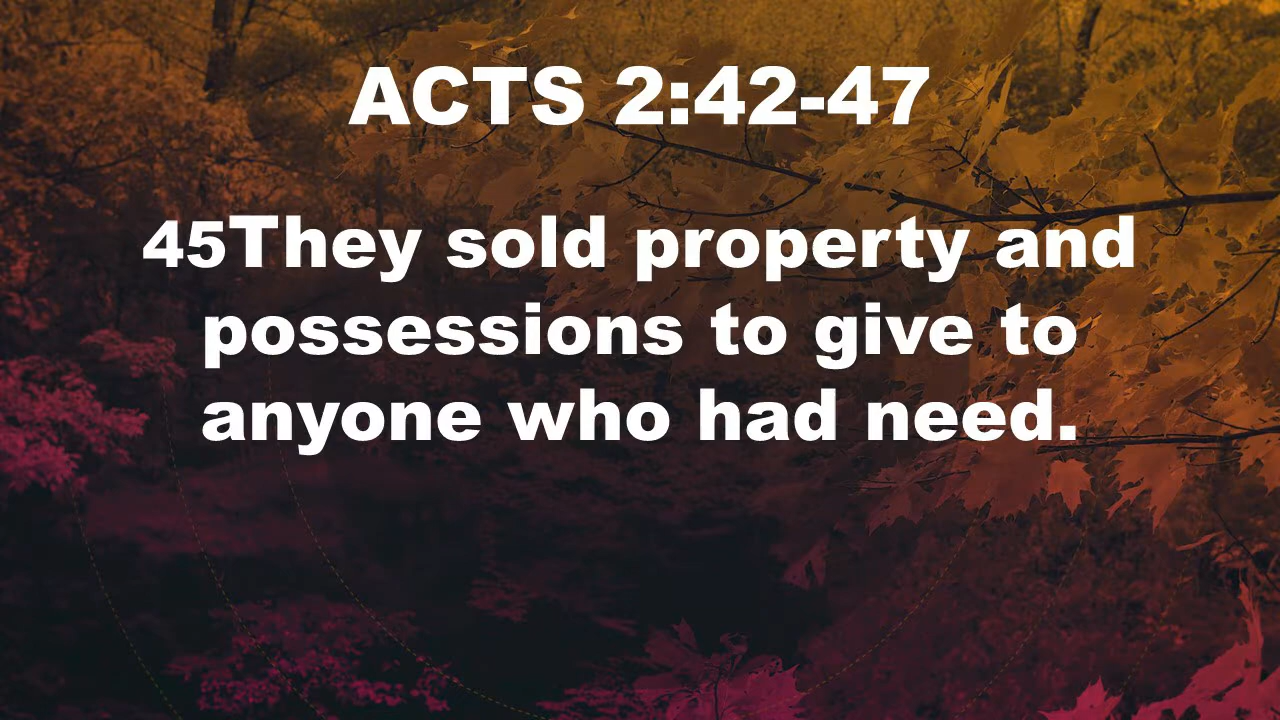 ACTS 2:42-47
45They sold property and
possessions to give to
anyone who had need.